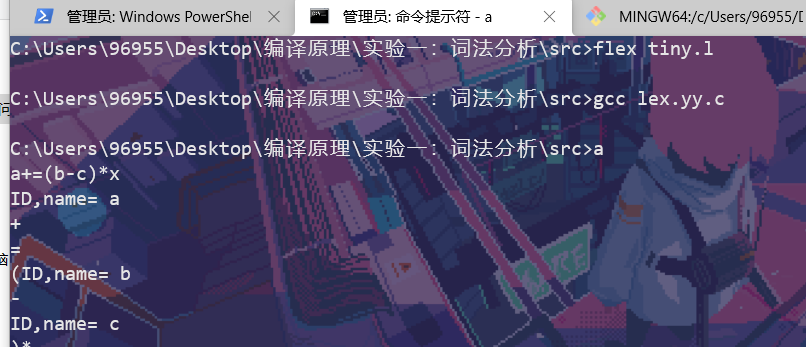 管理员: Windows PowerShel
管理员: 命令提示符 - a
MINGW64:/c/Users/96955/D
C:\Users\96955\Desktop\编译原理\实验一：词法分析\src>flex tiny.l
问
C:\Users\96955\Desktop\编译原理\实验一：词法分析\src>gcc lex.yy.c
C:\Users\96955\Desktop\编译原理\实验一：词法分析\src>a
a+=(b-c)*x
ID,name= a
+
=
(ID,name= b
-
ID,name= c
)*